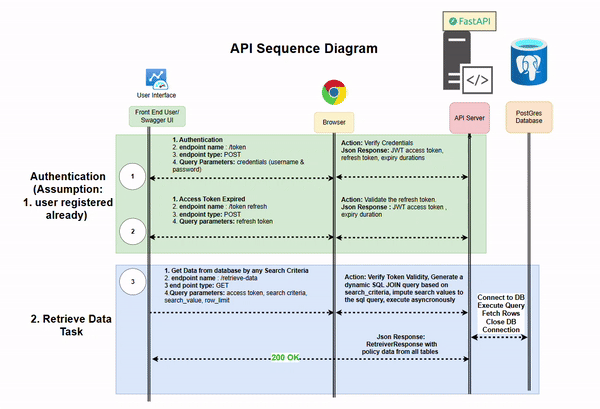 FastAPI
API Sequence Diagram
User Interface
Front End User/
Swagger UI
Browser
API Server
PostGres
Database
Authentication
(Assumption:
1. user registered
already)
1
1. Authentication
2. endpoint name : /token
3. endpoint type: POST
4. Query Parameters: credentials (username &
password)
Action: Verify Credentials
Json Response: JWT access token,
refresh token, expiry durations
2
1. Access Token Expired
2. endpoint name : /token refresh
3. endpoint type: POST
4. Query parameters: refresh token
Action: Validate the refresh token.
Json Response : JWT access token ,
expiry duration
2. Retrieve Data
Task
3
1. Get Data from database by any Search Criteria
2. endpoint name : /retrieve-data
3 end point type: GET
4.Query parameters: access token, search criteria,
search_value, row_limit
Action: Verify Token Validity, Generate a
dynamic SQL JOIN query based on
search_criteria, impute search values to
the sql query, execute asyncronously
Connect to DB
Execute Query
Fetch Rows
Close DB
Connection
Json Response:
RetreiverResponse with
policy data from all tables
200 OK